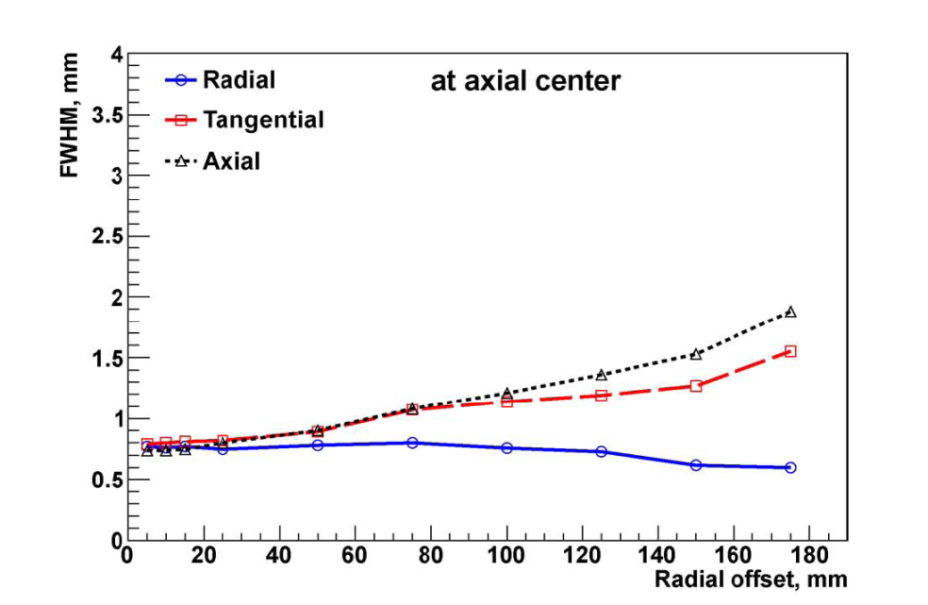 at axial center
Radial
Tangential
Axial
FWHM, mm
4
3.5
3
2.5
2
1.5
1
0.5
0
0 20 40 60 80 100 120 140 160 180
Radial offset, mm